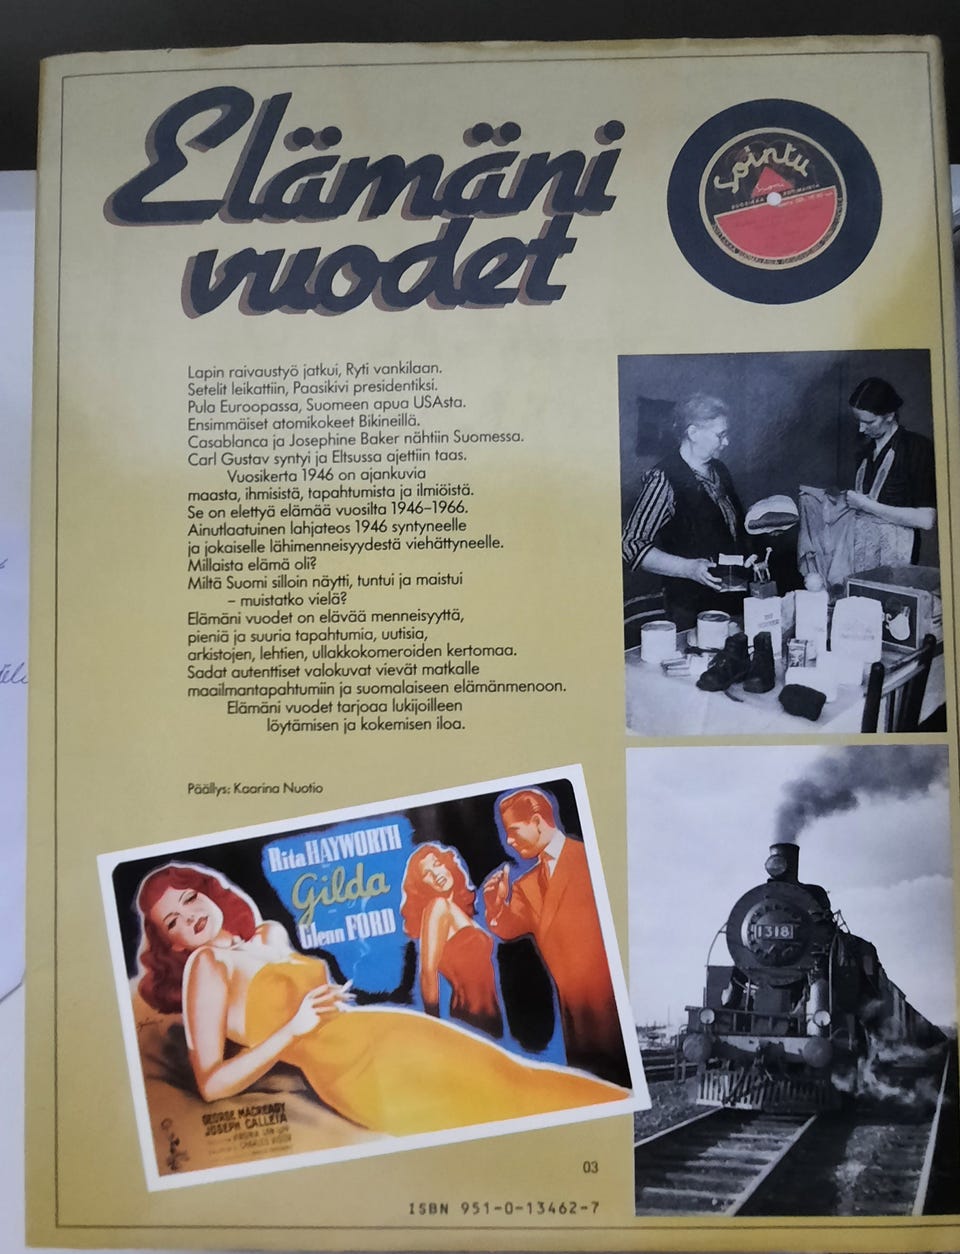 Elämäni
vuodet
Sointu
Suomi
Lapin raivaustyö jatkui, Ryti vankilaan.
Setelit leikattiin, Paasikivi presidentiksi.
Pula Euroopassa, Suomeen apua USAsta.
Ensimmäiset atomikokeet Bikineillä.
Casablanca ja Josephine Baker nähtiin Suomessa.
Carl Gustav syntyi ja Eltsussa ajettiin taas.
Vuosikerta 1946 on ajankuvia
maasta, ihmisistä, tapahtumista ja ilmiöistä.
Se on elettyä elämää vuosilta 1946–1966.
Ainutlaatuinen lahjateos 1946 syntyneelle
ja jokaiselle lähimenneisyydestä viehättyneelle.
Millaista elämä oli?
Miltä Suomi silloin näytti, tuntui ja maistui
– muistatko vielä?
Elämäni vuodet on elävää menneisyyttä,
pieniä ja suuria tapahtumia, uutisia,
arkistojen, lehtien, ullakkokomeroiden kertomaa.
Sadat autenttiset valokuvat vievät matkalle
maailmantapahtumiin ja suomalaiseen elämänmenoon.
Elämäni vuodet tarjoaa lukijoilleen
löytämisen ja kokemisen iloa.
Päällys: Kaarina Nuotio
Rita HAYWORTH
Gilda
Glenn FORD
GEORGE MACREADY
JOSEPH CALLEIA
1318
03
ISBN 951-0-13462-7